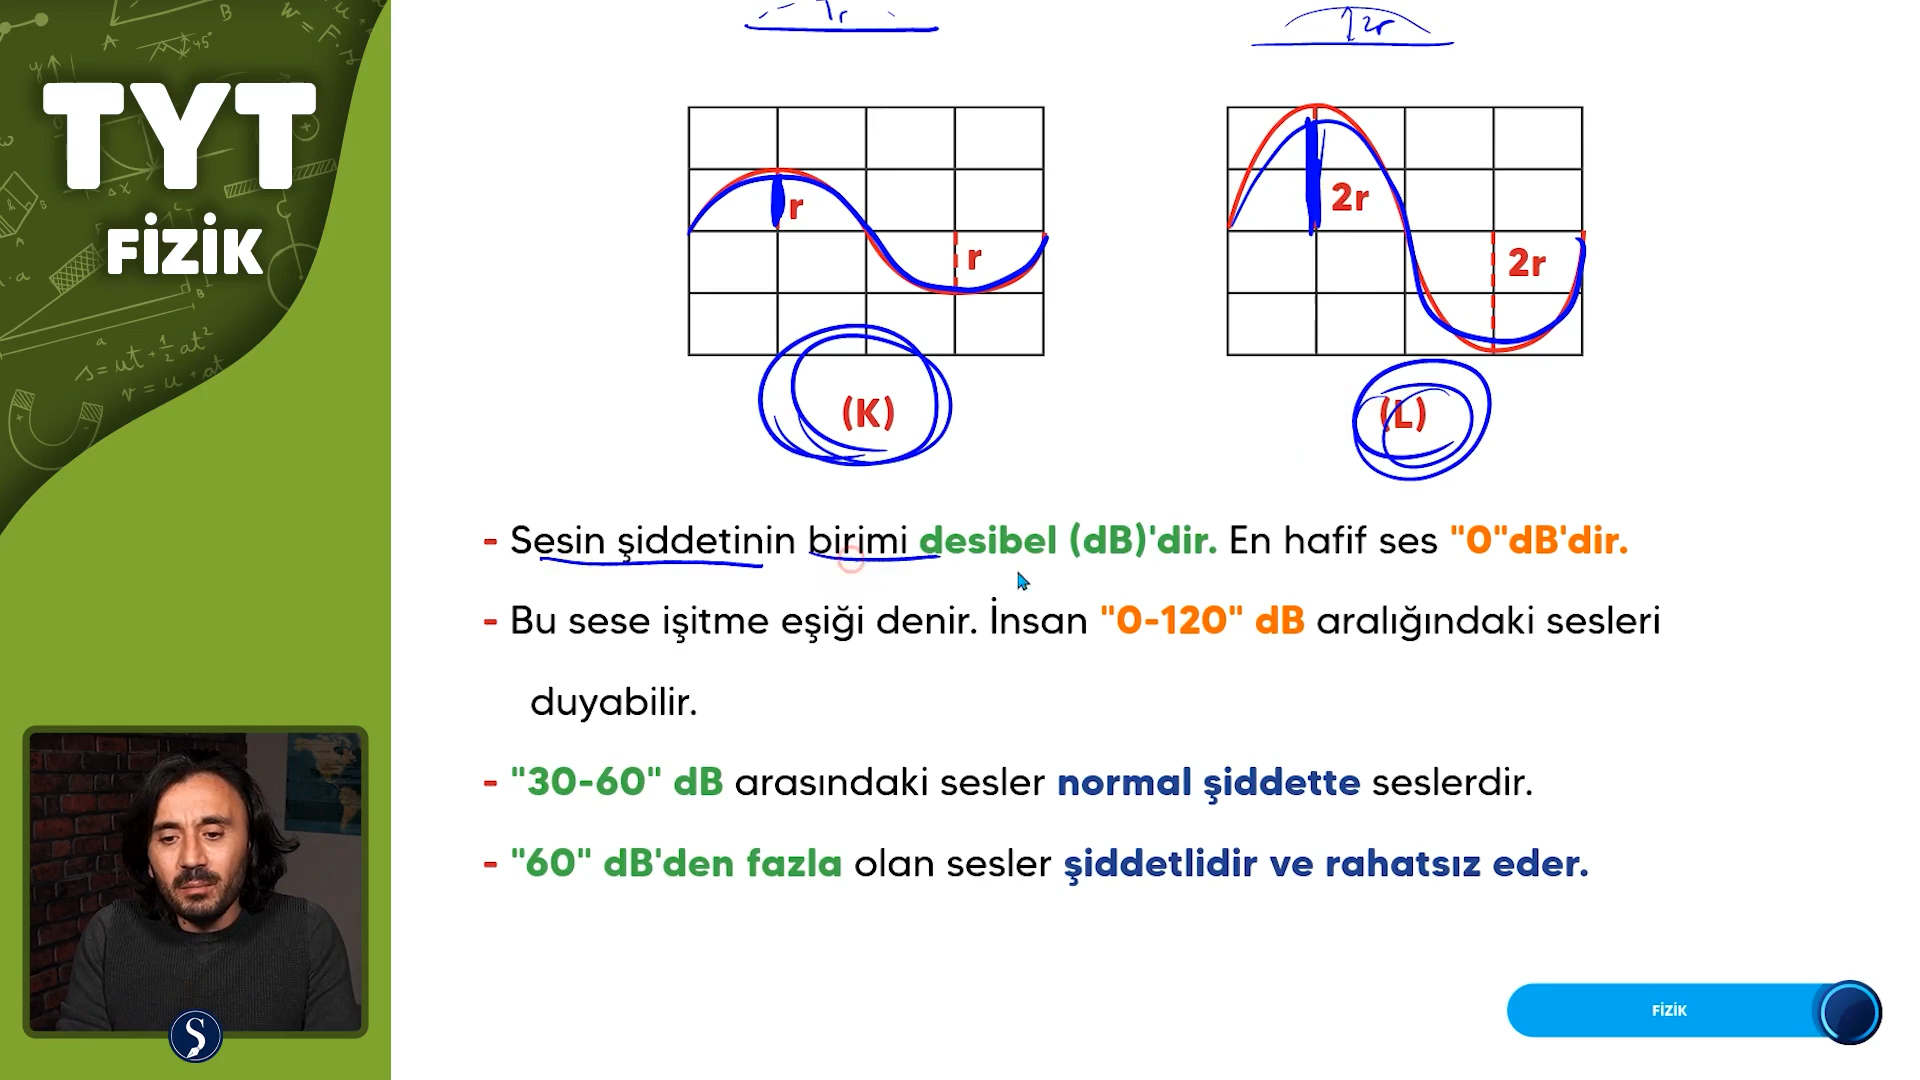 TYT
FİZİK
r
2r
r
r
2r
2r
(K)
(L)
- Sesin şiddetinin birimi desibel (dB)'dir. En hafif ses "0"dB'dir.
- Bu sese işitme eşiği denir. İnsan "0-120" dB aralığındaki sesleri
duyabilir.
- "30-60" dB arasındaki sesler normal şiddette seslerdir.
- "60" dB'den fazla olan sesler şiddetlidir ve rahatsız eder.
S
FİZİK